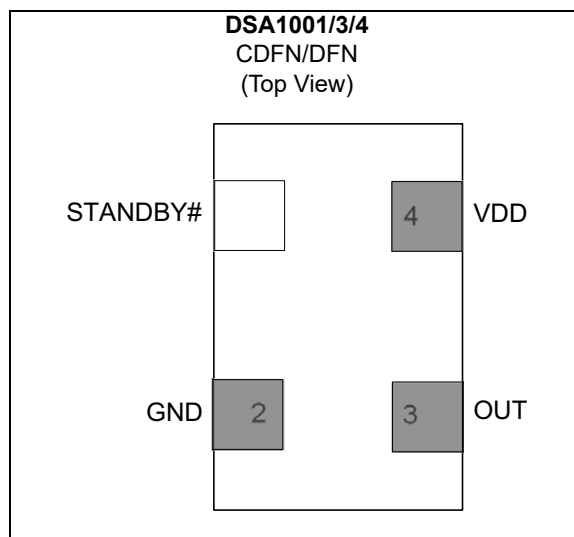 DSA1001/3/4
CDFN/DFN
(Top View)
STANDBY#
4 VDD
GND 2
3 OUT